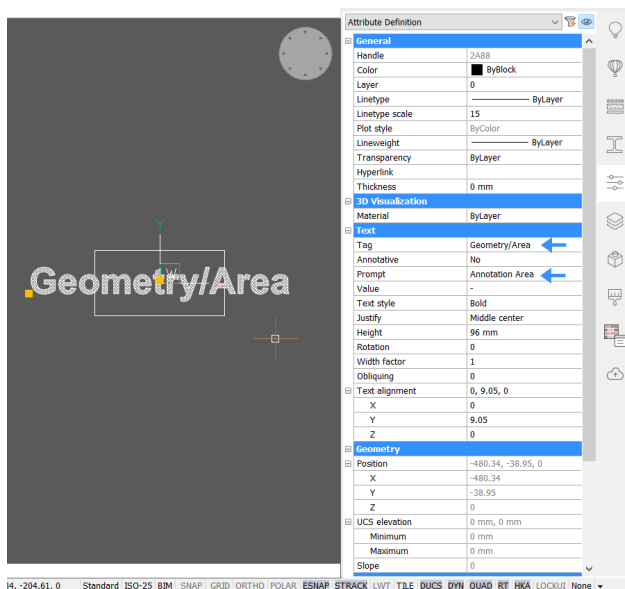 Attribute Definition
General
Handle 2A88
Color ByBlock
Layer 0
Linetype ByLayer
Linetype scale 15
Plot style ByColor
Lineweight ByLayer
Transparency ByLayer
Hyperlink
Thickness 0 mm
3D Visualization
Material ByLayer
Text
Tag Geometry/Area
Annotative No
Prompt Annotation Area
Value -
Text style Bold
Justify Middle center
Height 96 mm
Rotation 0
Width factor 1
Obliquing 0
Text alignment 0, 9.05, 0
X 0
Y 9.05
Z 0
Geometry
Position -480.34, -38.95, 0
X -480.34
Y -38.95
Z 0
UCS elevation 0 mm, 0 mm
Minimum 0 mm
Maximum 0 mm
Slope 0
Y
W
Geometry/Area
34, -204.61, 0 Standard ISO-25 BIM SNAP GRID ORTHO POLAR ESNAP STRACK LWT TILE DUCS DYN QUAD RT HKA LOCKUI None